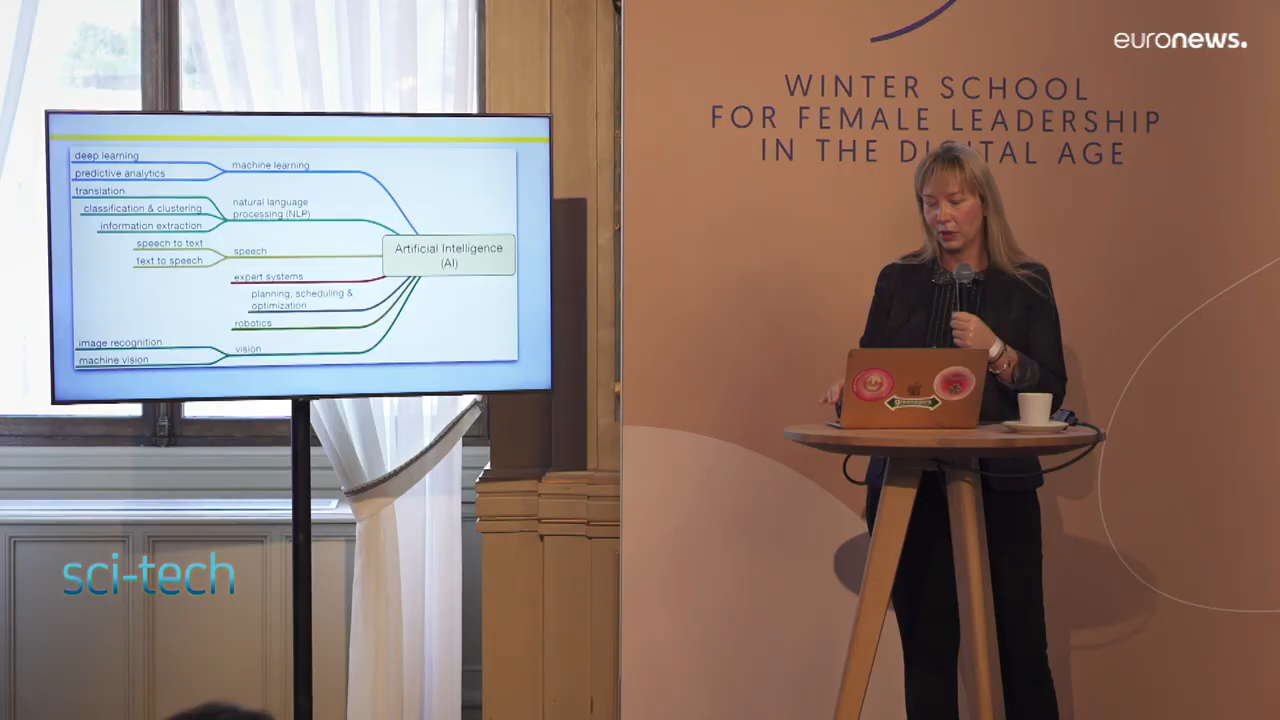 euronews.
WINTER SCHOOL
FOR FEMALE LEADERSHIP
IN THE DIGITAL AGE
deep learning
predictive analytics
machine learning
translation
classification & clustering
information extraction
natural language
processing (NLP)
speech to text
text to speech
speech
Artificial Intelligence
(AI)
expert systems
planning, scheduling &
optimization
robotics
image recognition
machine vision
vision
sci-tech